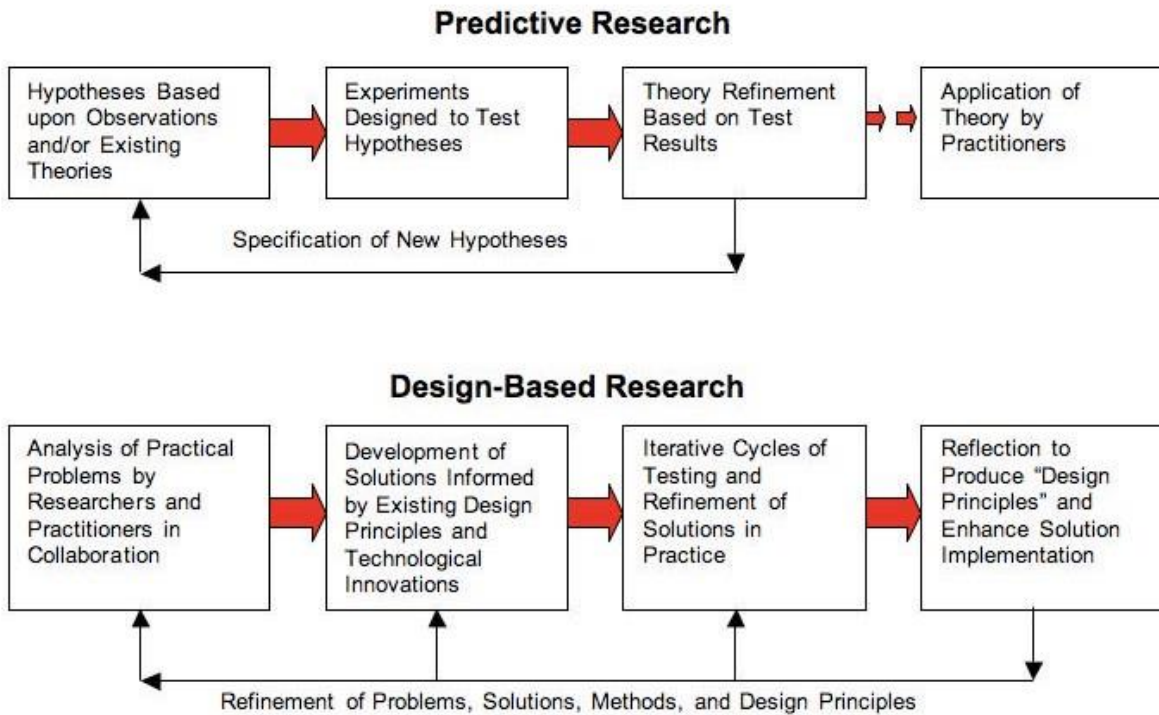 Predictive Research
Hypotheses Based
upon Observations
and/or Existing
Theories
Experiments
Designed to Test
Hypotheses
Theory Refinement
Based on Test
Results
Application of
Theory by
Practitioners
Specification of New Hypotheses
Design-Based Research
Analysis of Practical
Problems by
Researchers and
Practitioners in
Collaboration
Development of
Solutions Informed
by Existing Design
Principles and
Technological
Innovations
Iterative Cycles of
Testing and
Refinement of
Solutions in
Practice
Reflection to
Produce “Design
Principles" and
Enhance Solution
Implementation
Refinement of Problems, Solutions, Methods, and Design Principles